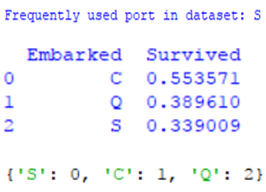 Frequently used port in dataset: S
Embarked Survived
0 C 0.553571
1 Q 0.389610
2 S 0.339009
{'S': 0, 'C': 1, 'Q': 2}